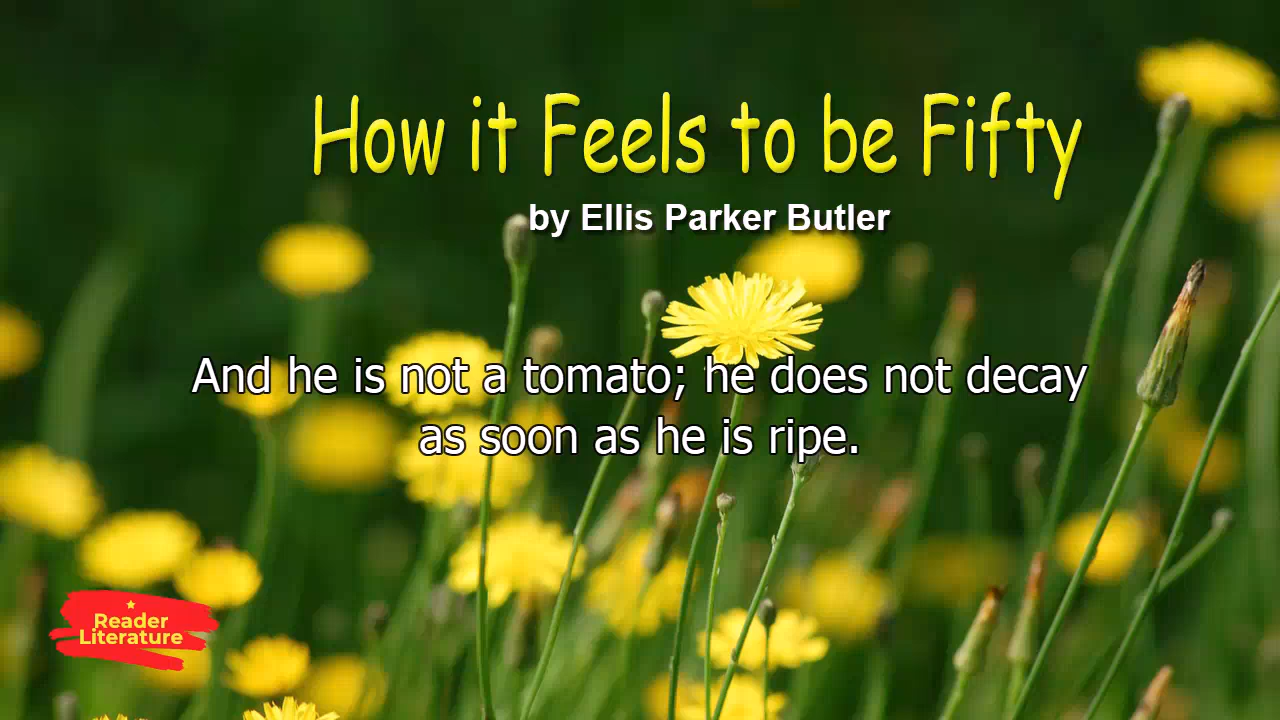 How it Feels to be Fifty
by Ellis Parker Butler
And he is not a tomato; he does not decay
as soon as he is ripe.
Reader
Literature